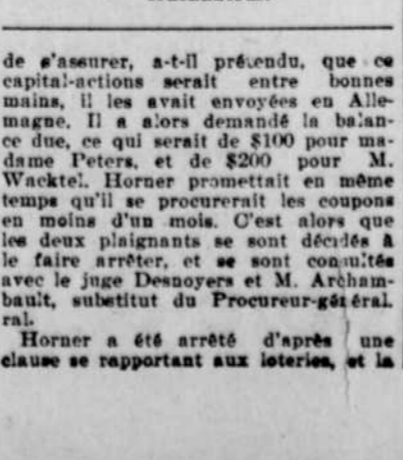 de s'assurer, a-t-il prétendu, que ce
capital-actions serait entre bonnes
mains, il les avait envoyées en Alle-
magne. Il a alors demandé la balan-
ce due, ce qui serait de $100 pour ma-
dame Peters, et de $200 pour M.
Wacktel. Horner promettait en même
temps qu'il se procurerait les coupons
en moins d'un mois. C'est alors que
les deux plaignants se sont décidés à
le faire arrêter, et se sont consultés
avec le juge Desnoyers et M. Archam-
bault, substitut du Procureur-général.
ral.
Horner a été arrêté d'après une
clause se rapportant aux loteries, et la